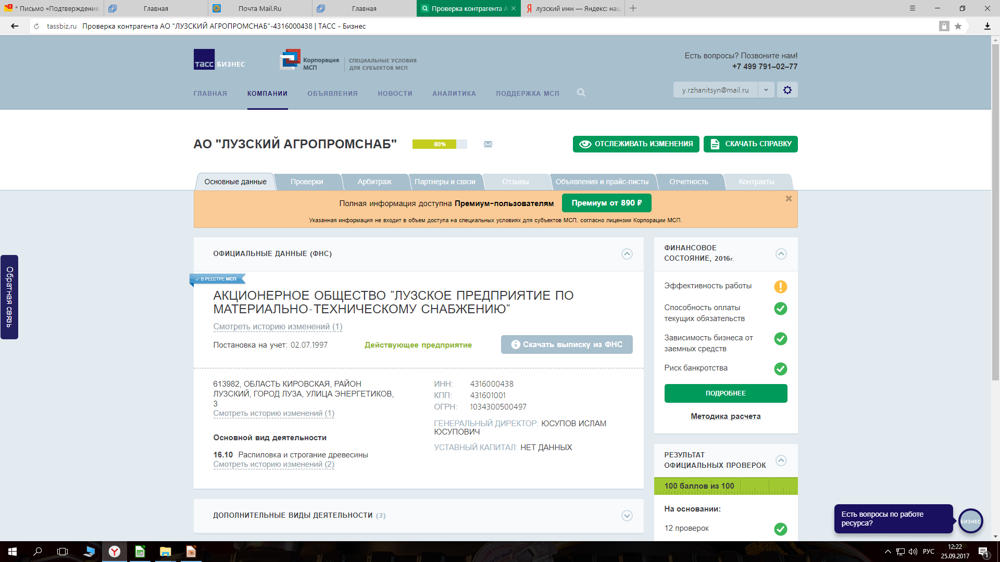 * Письмо «Подтверждение
Главная
Почта Mail.Ru
Главная
Проверка контрагента А
лузский инн — Яндекс: наш
tassbiz.ru Проверка контрагента АО "ЛУЗСКИЙ АГРОПРОМСНАБ"-4316000438 | ТАСС - Бизнес
ТАСС БИЗНЕС
Корпорация
МСП
СПЕЦИАЛЬНЫЕ УСЛОВИЯ
ДЛЯ СУБЪЕКТОВ МСП
Есть вопросы? Позвоните нам!
+7 499 791–02–77
ГЛАВНАЯ
КОМПАНИИ
ОБЪЯВЛЕНИЯ
НОВОСТИ
АНАЛИТИКА
ПОДДЕРЖКА МСП
y.rzhanitsyn@mail.ru
АО "ЛУЗСКИЙ АГРОПРОМСНАБ"
80%
ОТСЛЕЖИВАТЬ ИЗМЕНЕНИЯ
СКАЧАТЬ СПРАВКУ
Основные данные
Проверки
Арбитраж
Партнеры и связи
Отзывы
Объявления и прайс-листы
Отчетность
Контракты
Полная информация доступна Премиум-пользователям
Премиум от 890 ₽
Указанная информация не входит в объем доступа на специальных условиях для субъектов МСП, согласно лицензии Корпорации МСП.
Обратная связь
ОФИЦИАЛЬНЫЕ ДАННЫЕ (ФНС)
В РЕЕСТРЕ МСП
АКЦИОНЕРНОЕ ОБЩЕСТВО "ЛУЗСКОЕ ПРЕДПРИЯТИЕ ПО
МАТЕРИАЛЬНО-ТЕХНИЧЕСКОМУ СНАБЖЕНИЮ"
Смотреть историю изменений (1)
Постановка на учет: 02.07.1997
Действующее предприятие
Скачать выписку из ФНС
613982, ОБЛАСТЬ КИРОВСКАЯ, РАЙОН
ЛУЗСКИЙ, ГОРОД ЛУЗА, УЛИЦА ЭНЕРГЕТИКОВ,
3
Смотреть историю изменений (1)
Основной вид деятельности
16.10 Распиловка и строгание древесины
Смотреть историю изменений (2)
ИНН: 4316000438
КПП: 431601001
ОГРН: 1034300500497
ГЕНЕРАЛЬНЫЙ ДИРЕКТОР: ЮСУПОВ ИСЛАМ
ЮСУПОВИЧ
УСТАВНЫЙ КАПИТАЛ: НЕТ ДАННЫХ
ДОПОЛНИТЕЛЬНЫЕ ВИДЫ ДЕЯТЕЛЬНОСТИ (3)
ФИНАНСОВОЕ
СОСТОЯНИЕ, 2016г.
Эффективность работы
Способность оплаты
текущих обязательств
Зависимость бизнеса от
заемных средств
Риск банкротства
ПОДРОБНЕЕ
Методика расчета
РЕЗУЛЬТАТ
ОФИЦИАЛЬНЫХ ПРОВЕРОК
100 баллов из 100
На основании:
12 проверок
Есть вопросы по работе
ресурса?
БИЗНЕС
РУС
12:22
25.09.2017
1